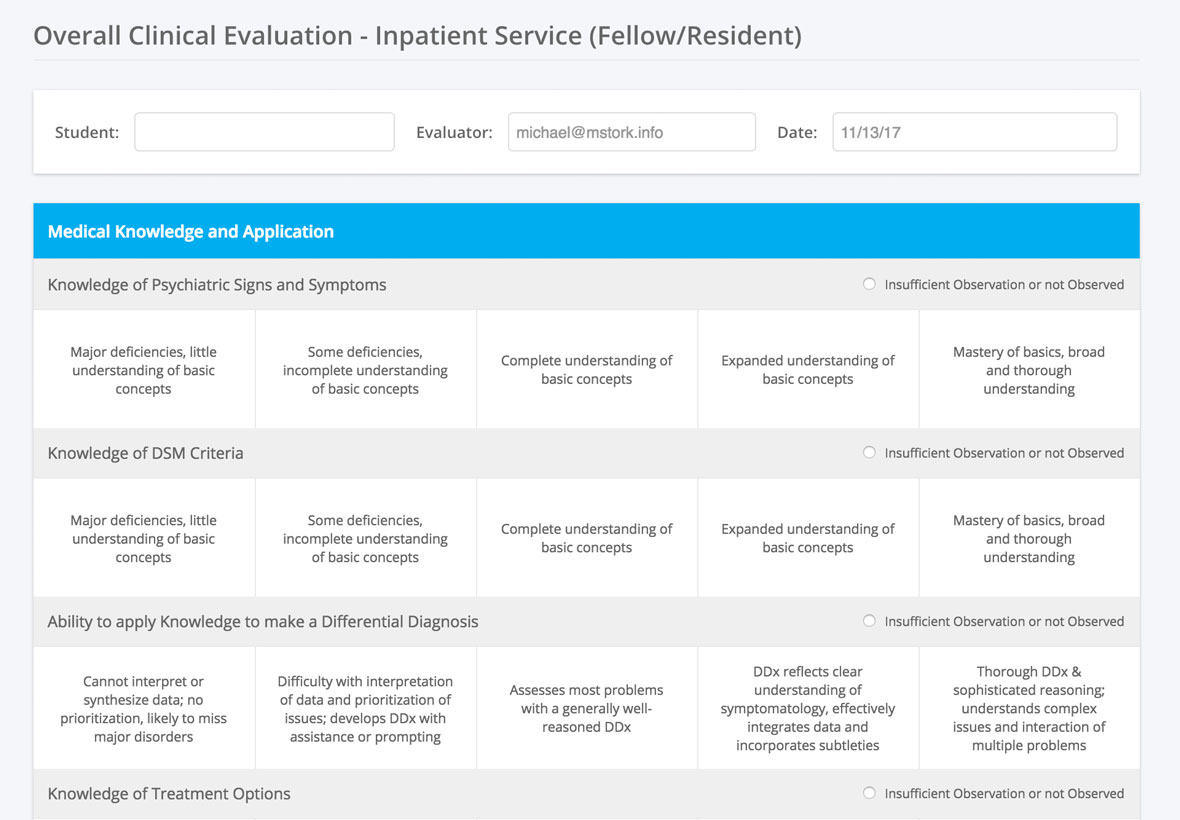 Overall Clinical Evaluation - Inpatient Service (Fellow/Resident)
Student:
Evaluator: michael@mstork.info
Date: 11/13/17
Medical Knowledge and Application
Knowledge of Psychiatric Signs and Symptoms
Insufficient Observation or not Observed
Major deficiencies, little
understanding of basic
concepts
Some deficiencies,
incomplete understanding
of basic concepts
Complete understanding of
basic concepts
Expanded understanding of
basic concepts
Mastery of basics, broad
and thorough
understanding
Knowledge of DSM Criteria
Insufficient Observation or not Observed
Major deficiencies, little
understanding of basic
concepts
Some deficiencies,
incomplete understanding
of basic concepts
Complete understanding of
basic concepts
Expanded understanding of
basic concepts
Mastery of basics, broad
and thorough
understanding
Ability to apply Knowledge to make a Differential Diagnosis
Insufficient Observation or not Observed
Cannot interpret or
synthesize data; no
prioritization, likely to miss
major disorders
Difficulty with interpretation
of data and prioritization of
issues; develops DDx with
assistance or prompting
Assesses most problems
with a generally well-
reasoned DDx
DDx reflects clear
understanding of
symptomatology, effectively
integrates data and
incorporates subtleties
Thorough DDx &
sophisticated reasoning;
understands complex
issues and interaction of
multiple problems
Knowledge of Treatment Options
Insufficient Observation or not Observed